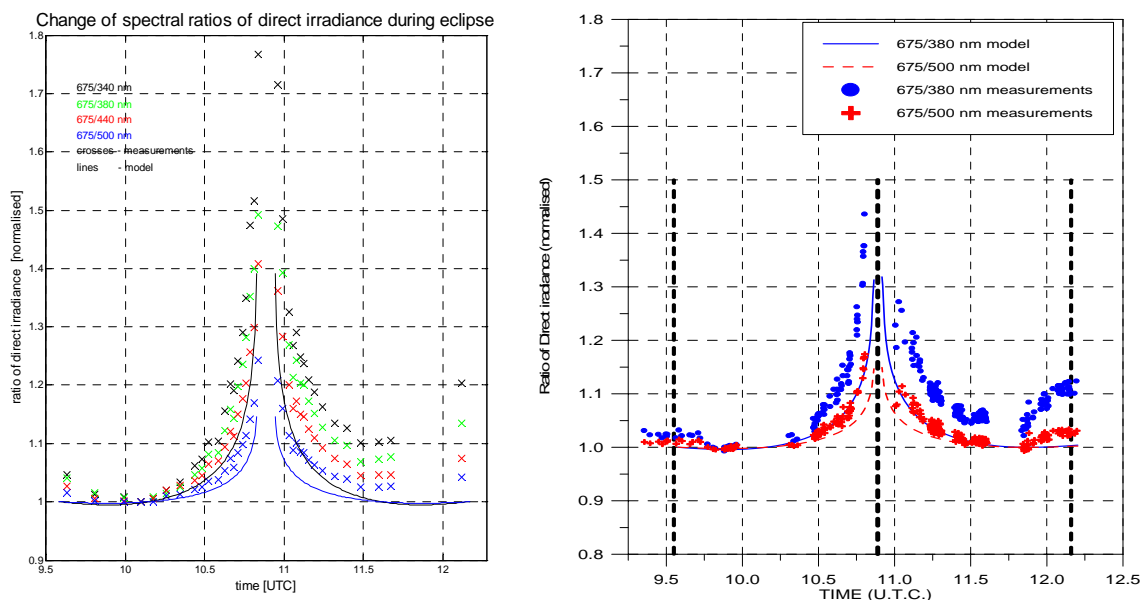 Change of spectral ratios of direct irradiance during eclipse
1.8
1.7
1.6
1.5
1.4
1.3
1.2
1.1
1
0.9
ratio of direct irradiance [normalised]
675/340 nm
675/380 nm
675/440 nm
675/500 nm
crosses - measurements
lines - model
9.5 10 10.5 11 11.5 12
time [UTC]
1.8
1.7
1.6
1.5
1.4
1.3
1.2
1.1
1.0
0.9
0.8
Ratio of Direct irradiance (normalised)
675/380 nm model
675/500 nm model
675/380 nm measurements
675/500 nm measurements
9.5 10.0 10.5 11.0 11.5 12.0 12.5
TIME (U.T.C.)